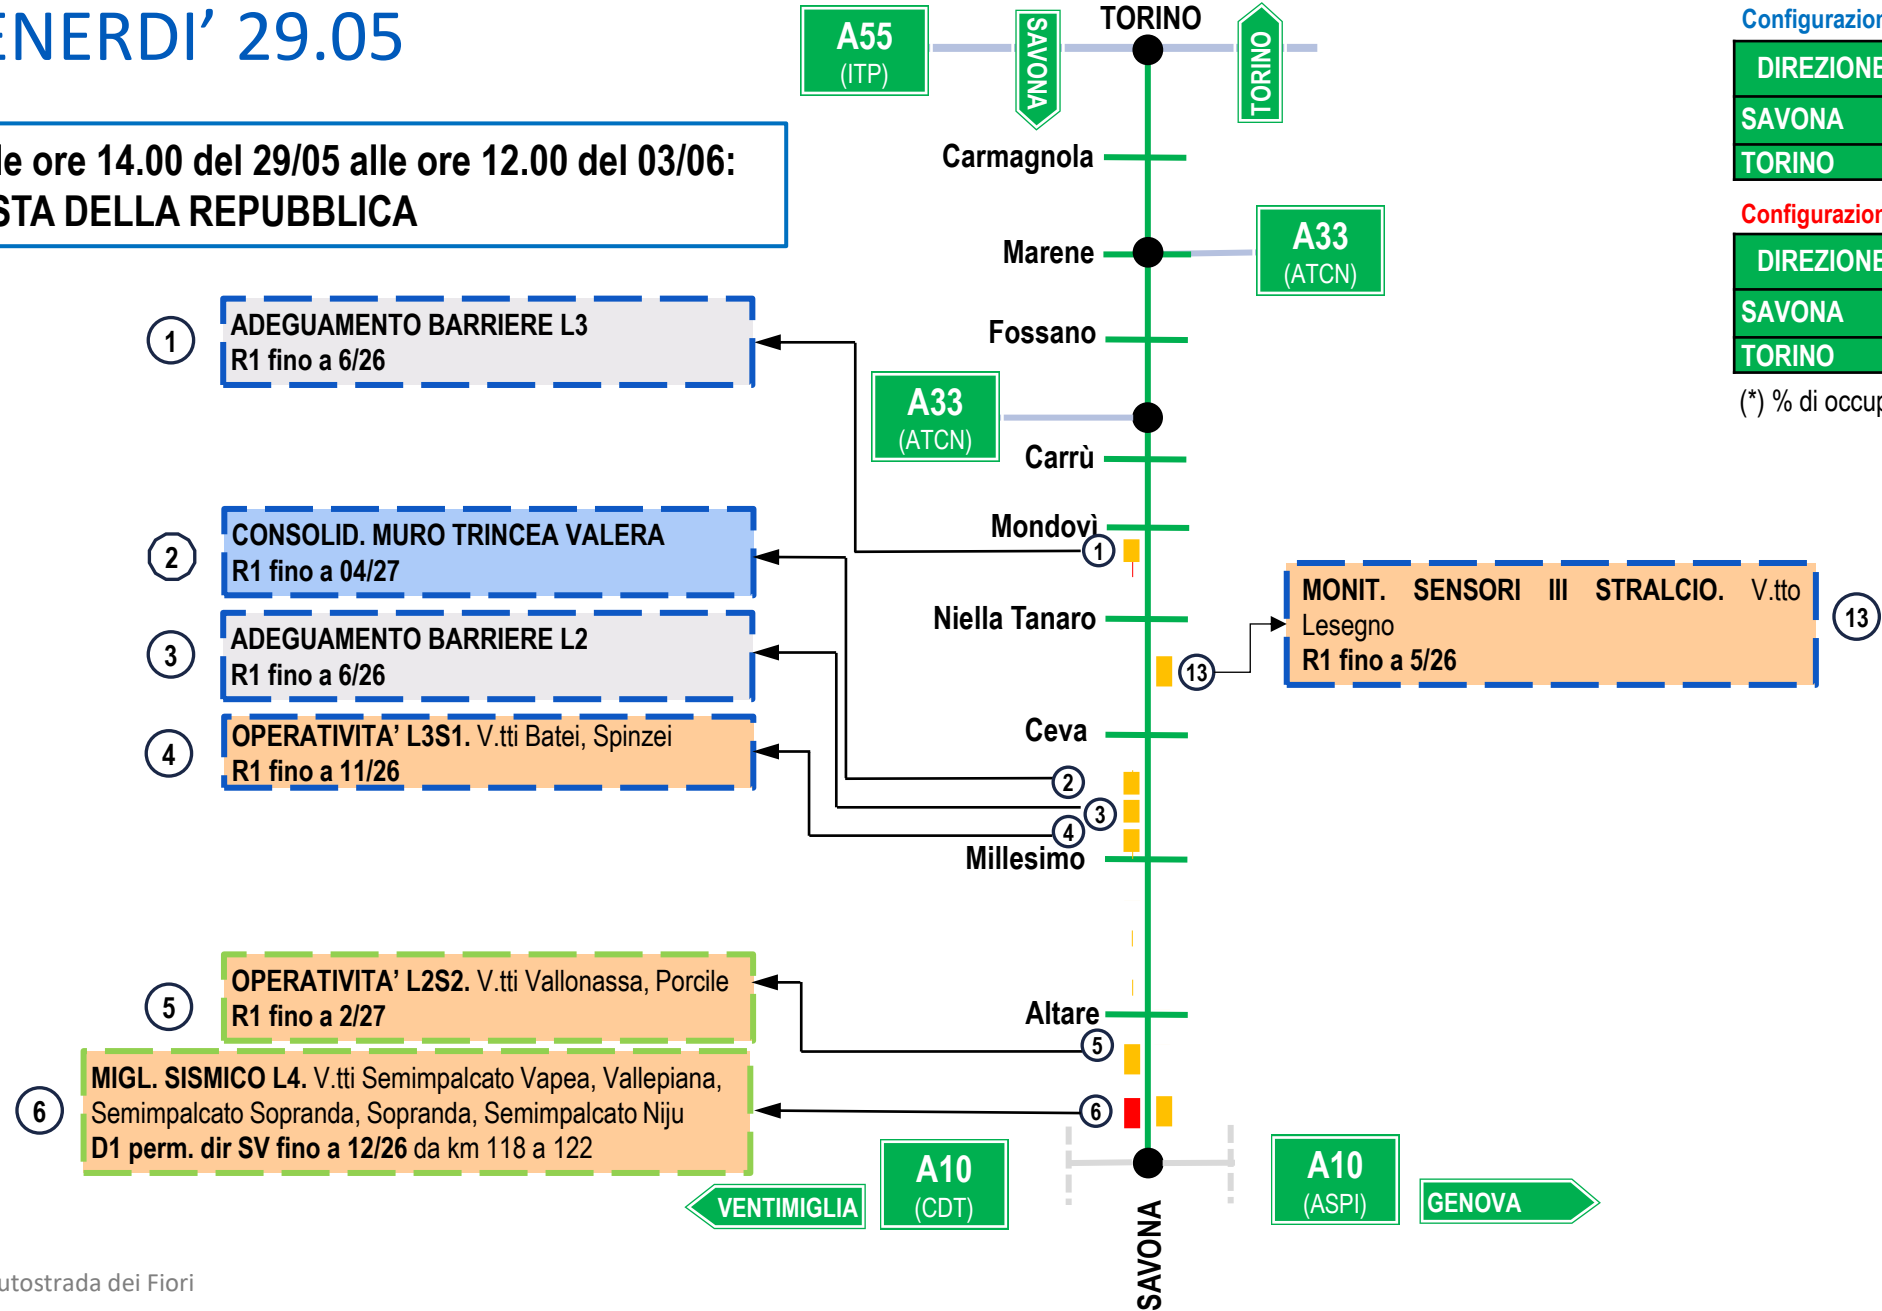 ENERDI’ 29.05
le ore 14.00 del 29/05 alle ore 12.00 del 03/06:
STA DELLA REPUBBLICA
A55
(ITP)
SAVONA
TORINO
TORINO
Carmagnola
Marene
A33
(ATCN)
Fossano
A33
(ATCN)
Carrù
Mondovì
Niella Tanaro
Ceva
Millesimo
Altare
SAVONA
1
ADEGUAMENTO BARRIERE L3
R1 fino a 6/26
2
CONSOLID. MURO TRINCEA VALERA
R1 fino a 04/27
3
ADEGUAMENTO BARRIERE L2
R1 fino a 6/26
4
OPERATIVITA’ L3S1. V.tti Batei, Spinzei
R1 fino a 11/26
5
OPERATIVITA’ L2S2. V.tti Vallonassa, Porcile
R1 fino a 2/27
6
MIGL. SISMICO L4. V.tti Semimpalcato Vapea, Vallepiana,
Semimpalcato Sopranda, Sopranda, Semimpalcato Niju
D1 perm. dir SV fino a 12/26 da km 118 a 122
1
13
2
3
4
5
6
MONIT. SENSORI III STRALCIO. V.tto
Lesegno
R1 fino a 5/26
13
VENTIMIGLIA
A10
(CDT)
A10
(ASPI)
GENOVA
Configurazion
DIREZIONE
SAVONA
TORINO
Configurazion
DIREZIONE
SAVONA
TORINO
(*) % di occup
utostrada dei Fiori